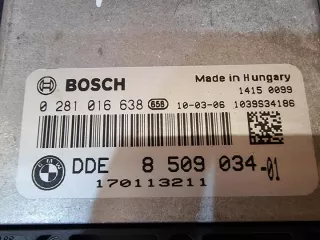 BOSCH
Made in Hungary
1415 0099
0 281 016 638 658 10-03-06 1039S34186
DDE 8 509 034-01
170113211